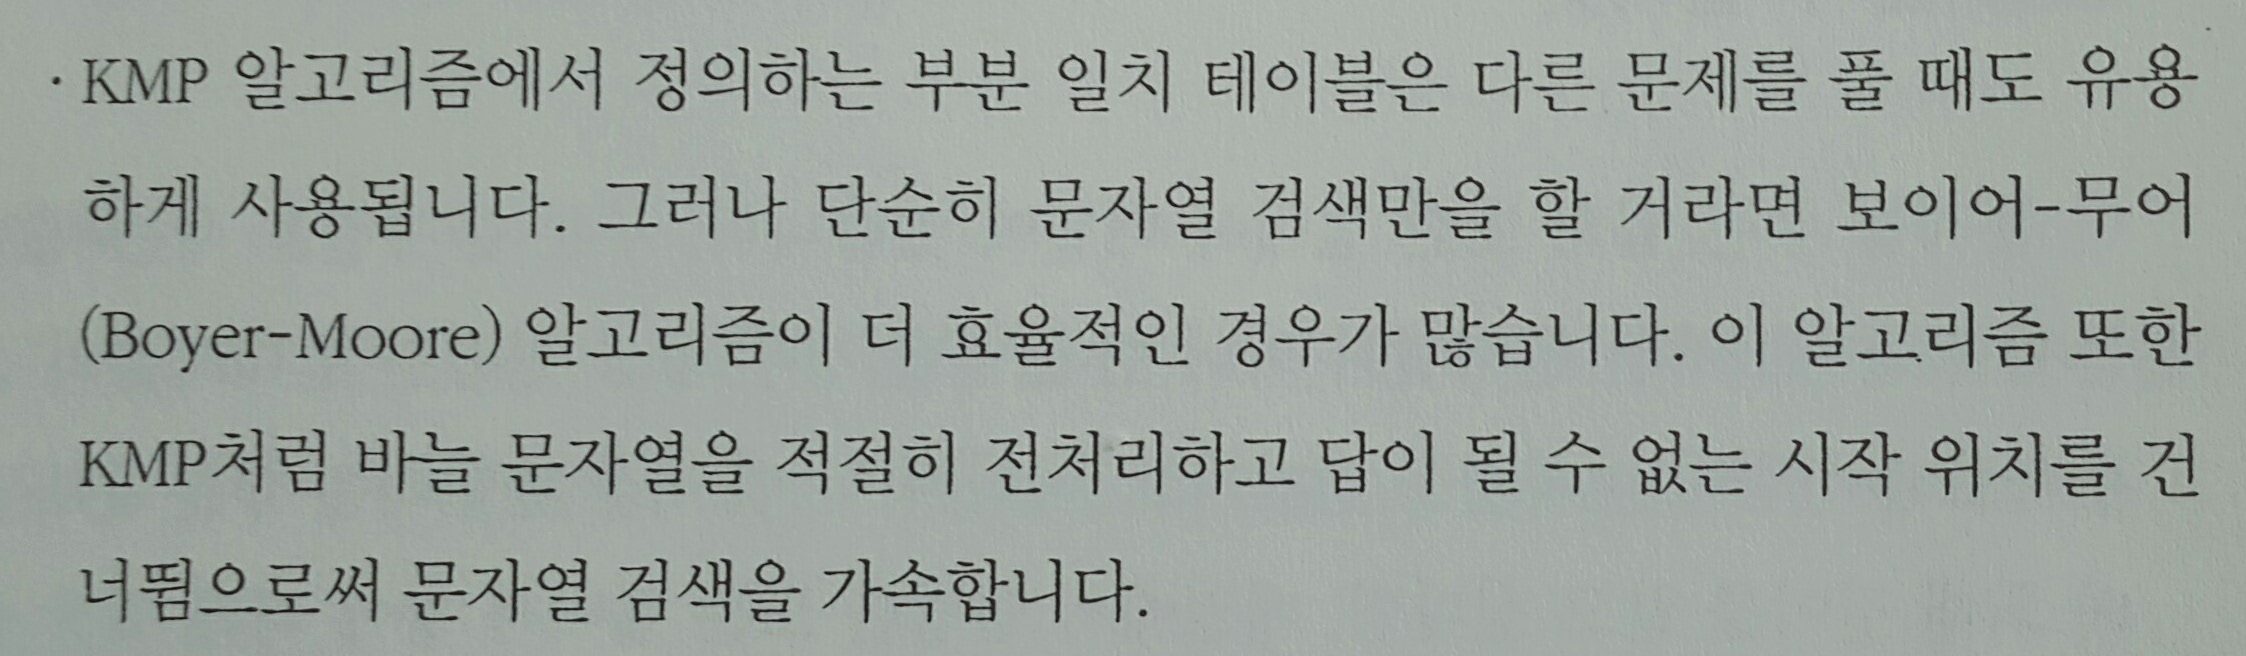 · KMP 알고리즘에서 정의하는 부분 일치 테이블은 다른 문제를 풀 때도 유용
하게 사용됩니다. 그러나 단순히 문자열 검색만을 할 거라면 보이어-무어
(Boyer-Moore) 알고리즘이 더 효율적인 경우가 많습니다. 이 알고리즘 또한
KMP처럼 바늘 문자열을 적절히 전처리하고 답이 될 수 없는 시작 위치를 건
너뜀으로써 문자열 검색을 가속합니다.